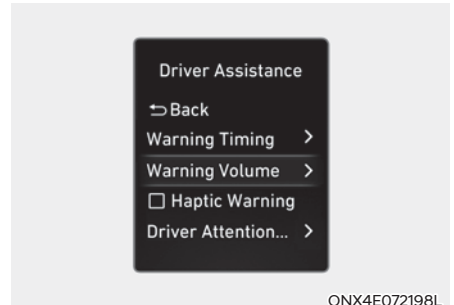 Driver Assistance
Back
Warning Timing
Warning Volume
Haptic Warning
Driver Attention...
ONX4E072198L